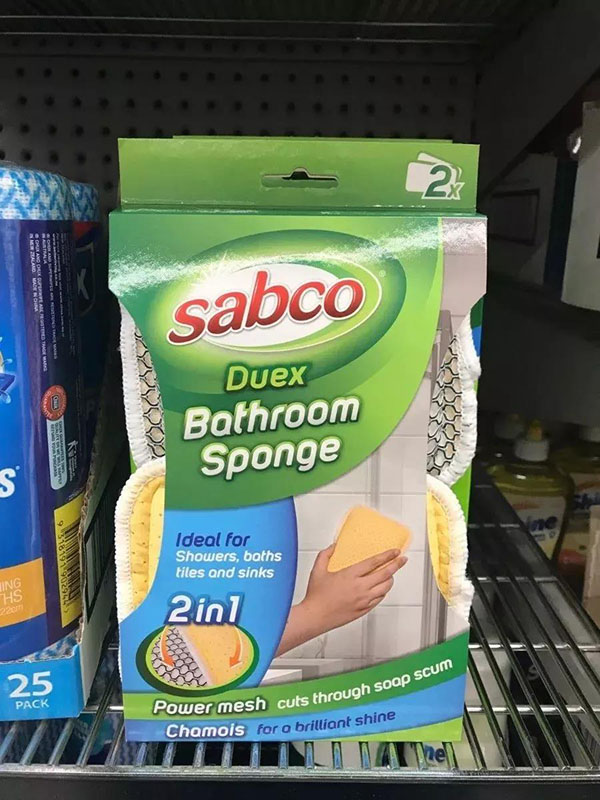 2x
sabco
Duex
Bathroom
Sponge
Ideal for
Showers, baths
tiles and sinks
2in1
Power mesh cuts through soap scum
Chamois for a brilliant shine
25
PACK